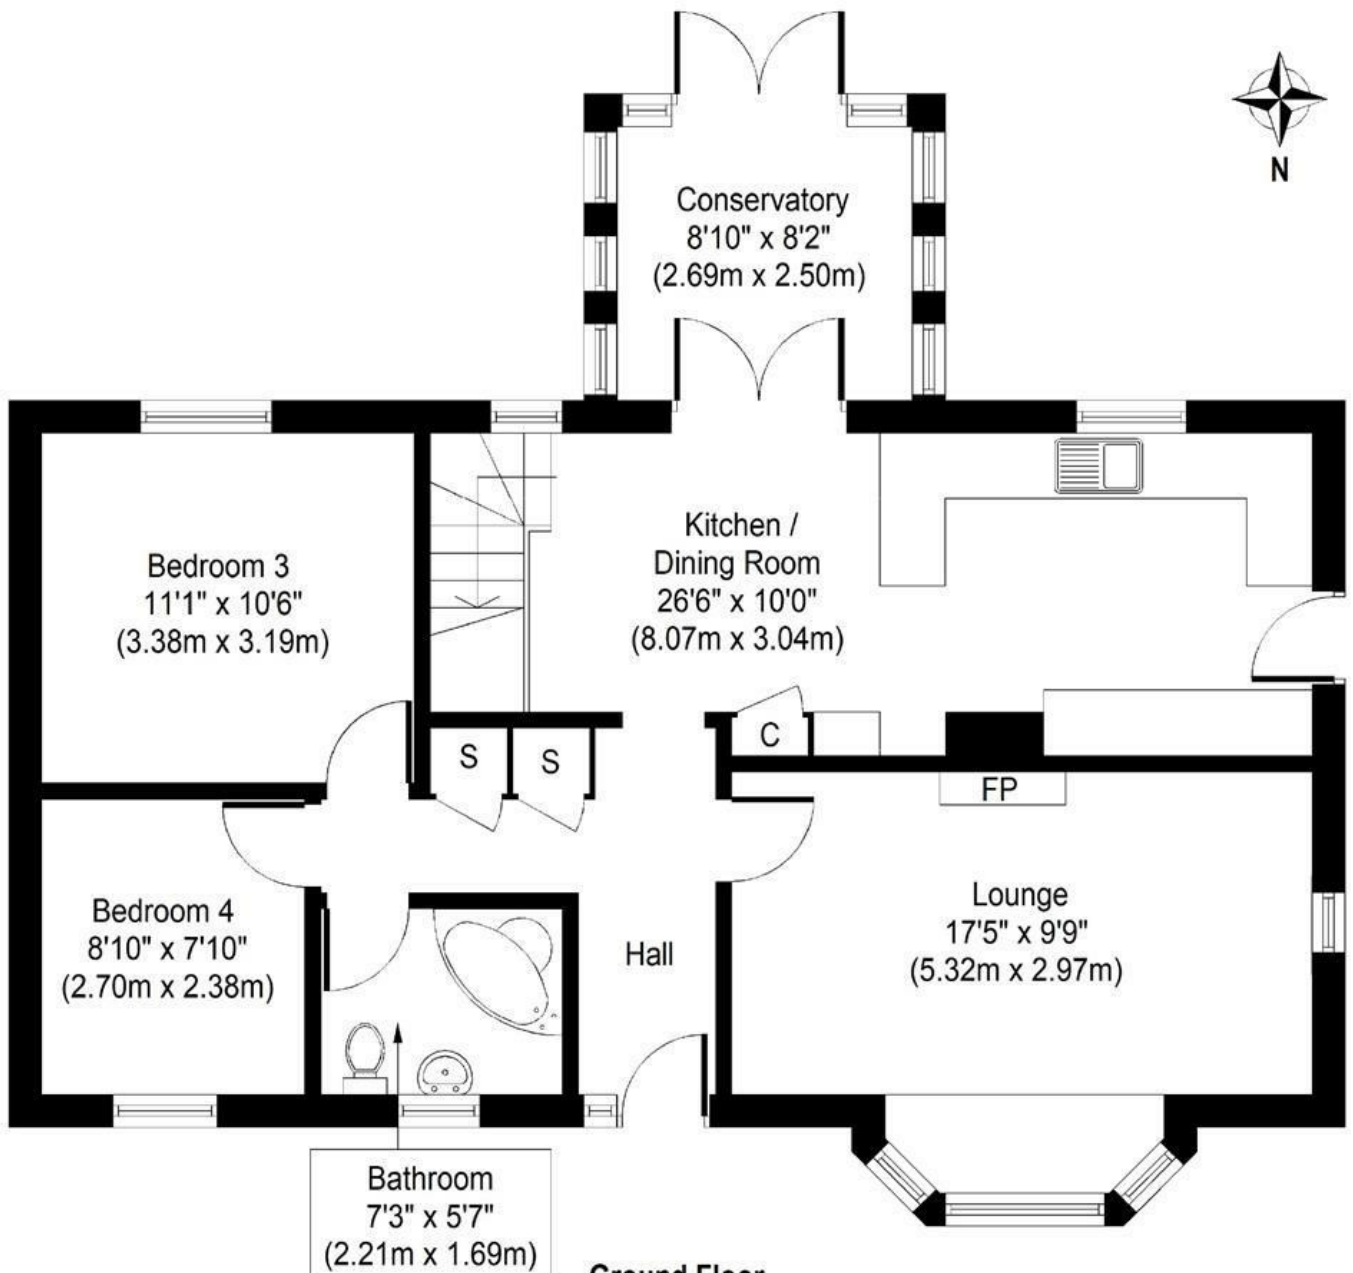 N
Conservatory
8'10" x 8'2"
(2.69m x 2.50m)
Kitchen /
Dining Room
26'6" x 10'0"
(8.07m x 3.04m)
Bedroom 3
11'1" x 10'6"
(3.38m x 3.19m)
S
S
C
FP
Bedroom 4
8'10" x 7'10"
(2.70m x 2.38m)
Hall
Lounge
17'5" x 9'9"
(5.32m x 2.97m)
Bathroom
7'3" x 5'7"
(2.21m x 1.69m)
Ground Floor